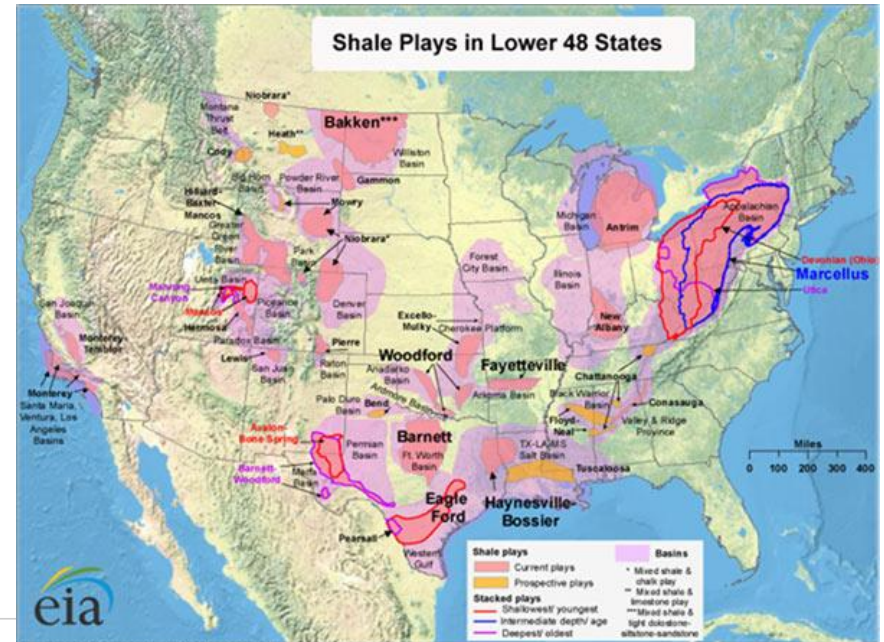 Shale Plays in Lower 48 States
Niobrara*
Montana
Thrust
Belt
Bakken***
Heath**
Cody
Williston
Basin
Big Horn
Basin
Powder River
Basin
Gammon
Hilliard-
Baxter
Mancos
Mowry
Greater
Green
River
Basin
Niobrara*
Park
Basin
Michigan
Basin
Antrim
Appalachian
Basin
Devonian (Ohio)
Marcellus
Utica
Forest
City Basin
Illinois
Basin
Uinta Basin
Manning
Canyon
Mancos
Piceance
Basin
Denver
Basin
Hermosa
San Joaquin
Basin
Monterey-
Temblor
Paradox Basin
Excello-
Mulky
Cherokee Platform
New
Albany
Pierre
Lewis
San Juan
Basin
Raton
Basin
Woodford
Anadarko
Basin
Fayetteville
Arkoma Basin
Chattanooga
Monterey
Santa Maria,
Ventura, Los
Angeles
Basins
Palo Duro
Basin
Bend
Ardmore Basin
Black Warrior
Basin
Conasauga
Floyd-
Neal
Valley & Ridge
Province
Avalon-
Bone Spring
Permian
Basin
Barnett
Ft. Worth
Basin
TX-LA-MS
Salt Basin
Tuscaloosa
Barnett-
Woodford
Marfa
Basin
Eagle
Ford
Haynesville-
Bossier
Pearsall
Western
Gulf
Miles
0 100 200 300 400
Shale plays
Current plays
Prospective plays
Stacked plays
Shallowest/ youngest
Intermediate depth/ age
Deepest/ oldest
Basins
* Mixed shale &
chalk play
** Mixed shale &
limestone play
***Mixed shale &
tight dolostone-
siltstone-sandstone
eia